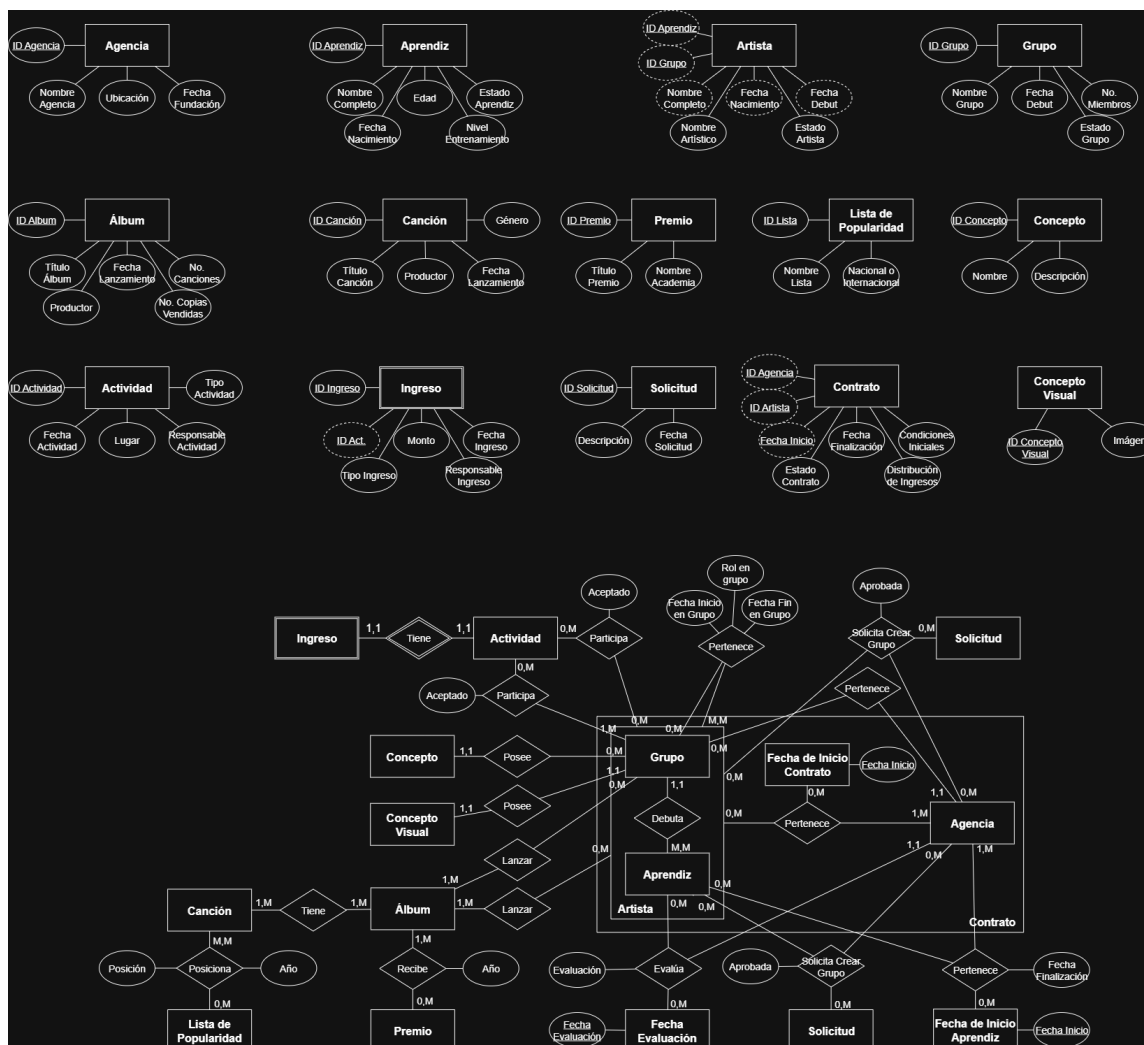 ID Agencia
Agencia
Nombre
Agencia
Ubicación
Fecha
Fundación
ID Aprendiz
Aprendiz
Nombre
Completo
Edad
Estado
Aprendiz
Fecha
Nacimiento
Nivel
Entrenamiento
ID Aprendiz
Artista
ID Grupo
Nombre
Completo
Fecha
Nacimiento
Fecha
Debut
Nombre
Artístico
Estado
Artista
ID Grupo
Grupo
Nombre
Grupo
Fecha
Debut
No.
Miembros
Estado
Grupo
ID Album
Álbum
Título
Álbum
Fecha
Lanzamiento
No.
Canciones
Productor
No. Copias
Vendidas
ID Canción
Canción
Género
Título
Canción
Productor
Fecha
Lanzamiento
ID Premio
Premio
Título
Premio
Nombre
Academia
ID Lista
Lista de
Popularidad
Nombre
Lista
Nacional o
Internacional
ID Concepto
Concepto
Nombre
Descripción
ID Actividad
Actividad
Tipo
Actividad
Fecha
Actividad
Lugar
Responsable
Actividad
ID Ingreso
Ingreso
ID Act.
Monto
Fecha
Ingreso
Tipo Ingreso
Responsable
Ingreso
ID Solicitud
Solicitud
Descripción
Fecha
Solicitud
ID Agencia
Contrato
ID Artista
Fecha Inicio
Fecha
Finalización
Condiciones
Iniciales
Estado
Contrato
Distribución
de Ingresos
Concepto
Visual
ID Concepto
Visual
Imágen
Ingreso
1,1
Tiene
1,1
Actividad
0,M
Participa
Aceptado
0,M
0,M
Participa
Aceptado
1,M
Rol en
grupo
Fecha Inicio
en Grupo
Fecha Fin
en Grupo
Pertenece
0,M
M,M
Aprobada
Solicita Crear
Grupo
0,M
Solicitud
0,M
0,M
Pertenece
0,M
1,1
Concepto
1,1
Posee
0,M
Grupo
Concepto
Visual
1,1
Posee
1,1
Fecha de Inicio
Contrato
Fecha Inicio
0,M
0,M
Pertenece
1,M
Agencia
1,1
Debuta
M,M
Aprendiz
Artista
Contrato
0,M
Lanzar
1,M
0,M
Lanzar
1,M
Canción
1,M
Tiene
1,M
Álbum
M,M
Posición
Posiciona
Año
0,M
Lista de
Popularidad
1,M
Recibe
Año
0,M
Premio
0,M
1,1
Evaluación
Evalúa
0,M
Fecha
Evaluación
Fecha
Evaluación
0,M
0,M
Aprobada
Solicita Crear
Grupo
0,M
Solicitud
0,M
1,M
Pertenece
Fecha
Finalización
0,M
Fecha de Inicio
Aprendiz
Fecha Inicio